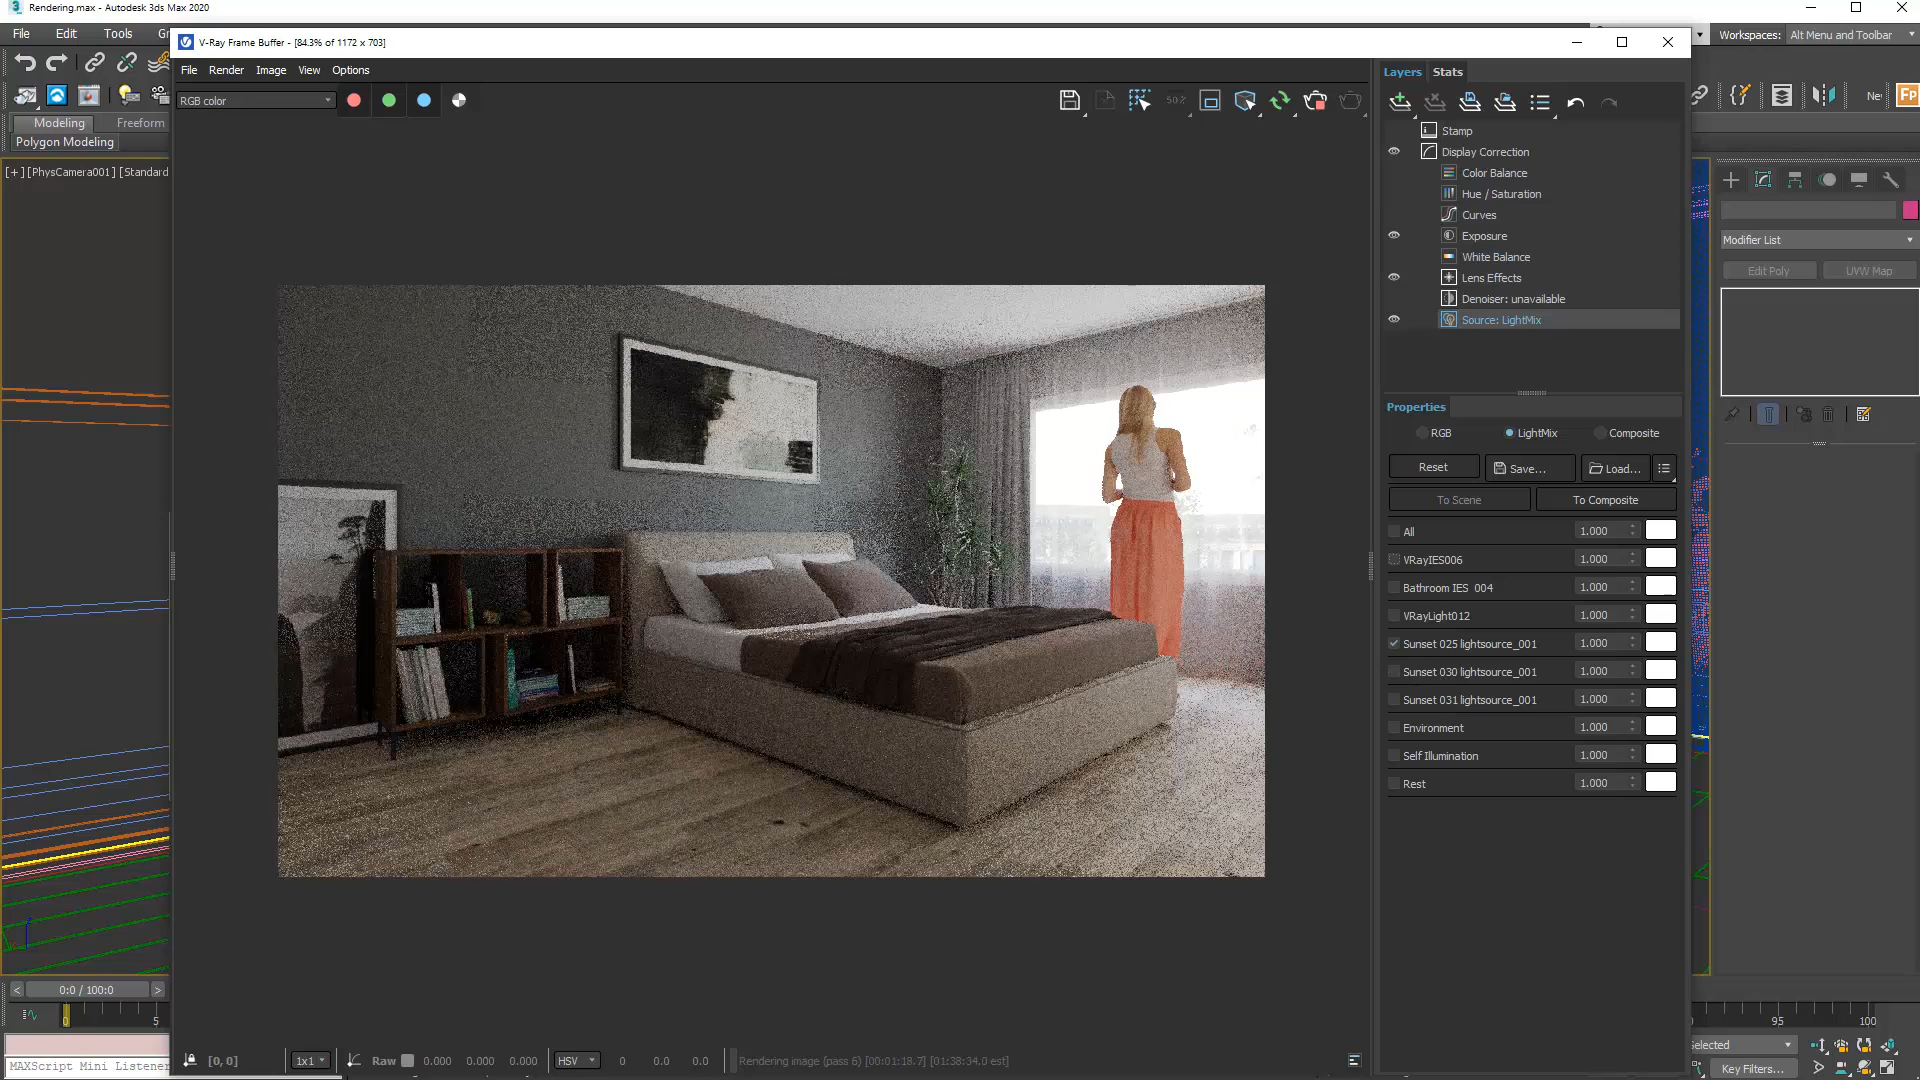 Rendering.max - Autodesk 3ds Max 2020
File Edit Tools
V-Ray Frame Buffer - [84.3% of 1172 x 703]
Workspaces: Alt Menu and Toolbar
File Render Image View Options
Layers Stats
RGB color
50%
Ne
Fp
Modeling Freeform
Polygon Modeling
[+] [PhysCamera001] [Standard
Stamp
Display Correction
Color Balance
Hue / Saturation
Curves
Exposure
White Balance
Lens Effects
Denoiser: unavailable
Source: LightMix
Modifier List
Edit Poly UVW Map
Properties
RGB LightMix Composite
Reset Save... Load...
To Scene To Composite
All 1.000
VRayIES006 1.000
Bathroom IES 004 1.000
VRayLight012 1.000
Sunset 025 lightsource_001 1.000
Sunset 030 lightsource_001 1.000
Sunset 031 lightsource_001 1.000
Environment 1.000
Self Illumination 1.000
Rest 1.000
< 0:0 / 100:0 >
0 5
95 100
MAXScript Mini Listener
[0, 0] 1x1 Raw 0.000 0.000 0.000 HSV 0 0.0 0.0 Rendering image (pass 6) [00:01:18.7] [01:38:34.0 est]
elected
Key Filters...